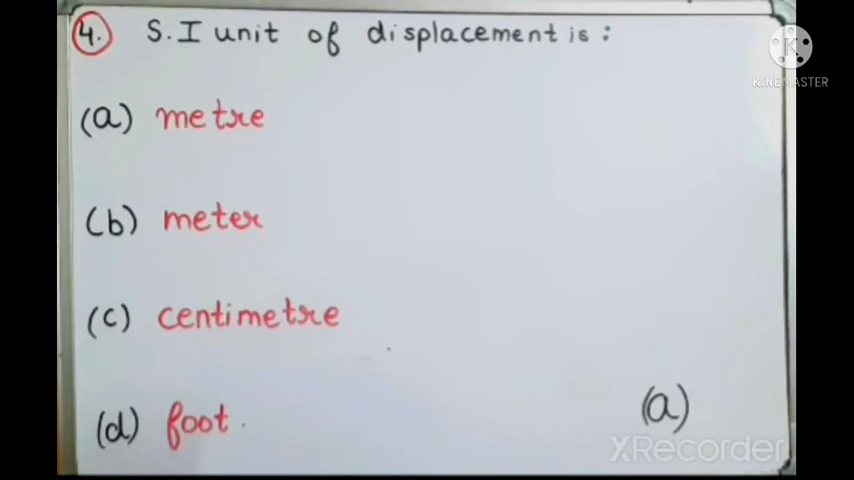 4. S.I unit of displacement is :
K
KINEMASTER
(a) metre
(b) meter
(c) centimetre
(d) foot.
(a)
XRecorder